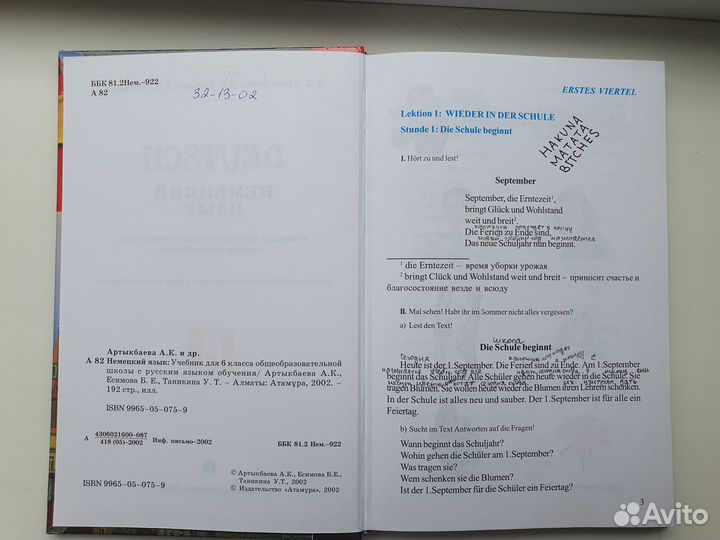 ББК 81.2Нем.–922
А 82
32-13-02
Артыкбаева А.К. и др.
А 82 Немецкий язык: Учебник для 6 класса общеобразовательной
школы с русским языком обучения/ Артыкбаева А.К.,
Есимова Б.Е., Таникина У.Т. – Алматы: Атамұра, 2002. –
192 стр., илл.
ISBN 9965-05-075-9
А 4306021600-087
418 (05)-2002 Инф. письмо-2002 ББК 81.2 Нем.–922
© Артыкбаева А.К., Есимова Б.Е.,
Таникина У.Т., 2002
ISBN 9965-05-075-9
© Издательство «Атамұра», 2002
ERSTES VIERTEL
Lektion 1: WIEDER IN DER SCHULE
Stunde 1: Die Schule beginnt
HAKUNA
MATATA
BITCHES
I. Hört zu und lest!
September
September, die Erntezeit¹,
bringt Glück und Wohlstand
weit und breit².
каникулы подходят к концу
Die Ferien zu Ende sind,
начинается
Das neue Schuljahr nun beginnt.
¹ die Erntezeit – время уборки урожая
² bringt Glück und Wohlstand weit und breit – приносит счастье и
благосостояние везде и всюду
II. Mal sehen! Habt ihr im Sommer nicht alles vergessen?
a) Lest den Text!
школа
Die Schule beginnt
сегодня каникулы
Heute ist der 1.September. Die Ferien sind zu Ende. Am 1.September
beginnt das Schuljahr. Alle Schüler gehen heute wieder in die Schule. Sie
tragen Blumen. Sie wollen heute wieder die Blumen ihren Lehrern schenken.
In der Schule ist alles neu und sauber. Der 1.September ist für alle ein
Feiertag.
b) Sucht im Text Antworten auf die Fragen!
Wann beginnt das Schuljahr?
Wohin gehen die Schüler am 1.September?
Was tragen sie?
Wem schenken sie die Blumen?
Ist der 1.September für die Schüler ein Feiertag?
3
Avito